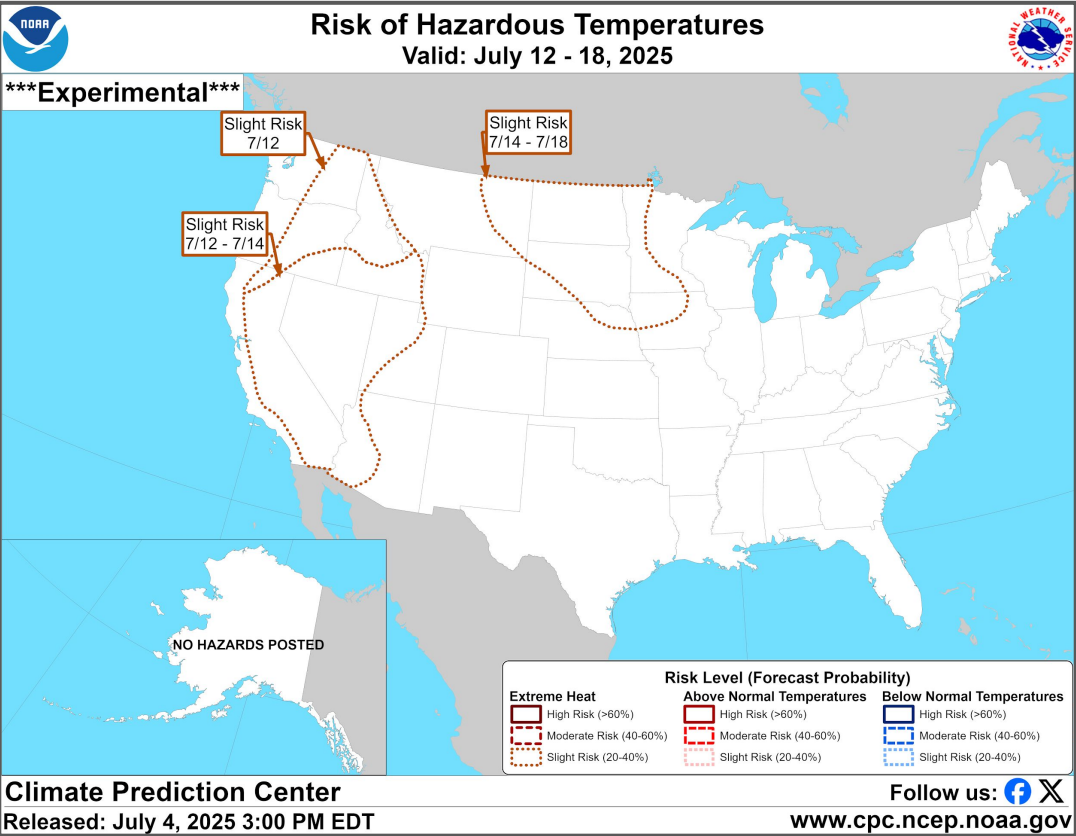 NOAA
Risk of Hazardous Temperatures
Valid: July 12 - 18, 2025
NATIONAL WEATHER SERVICE
***Experimental***
Slight Risk
7/12
Slight Risk
7/14 - 7/18
Slight Risk
7/12 - 7/14
NO HAZARDS POSTED
Risk Level (Forecast Probability)
Extreme Heat
High Risk (>60%)
Moderate Risk (40-60%)
Slight Risk (20-40%)
Above Normal Temperatures
High Risk (>60%)
Moderate Risk (40-60%)
Slight Risk (20-40%)
Below Normal Temperatures
High Risk (>60%)
Moderate Risk (40-60%)
Slight Risk (20-40%)
Climate Prediction Center
Follow us:
Released: July 4, 2025 3:00 PM EDT
www.cpc.ncep.noaa.gov